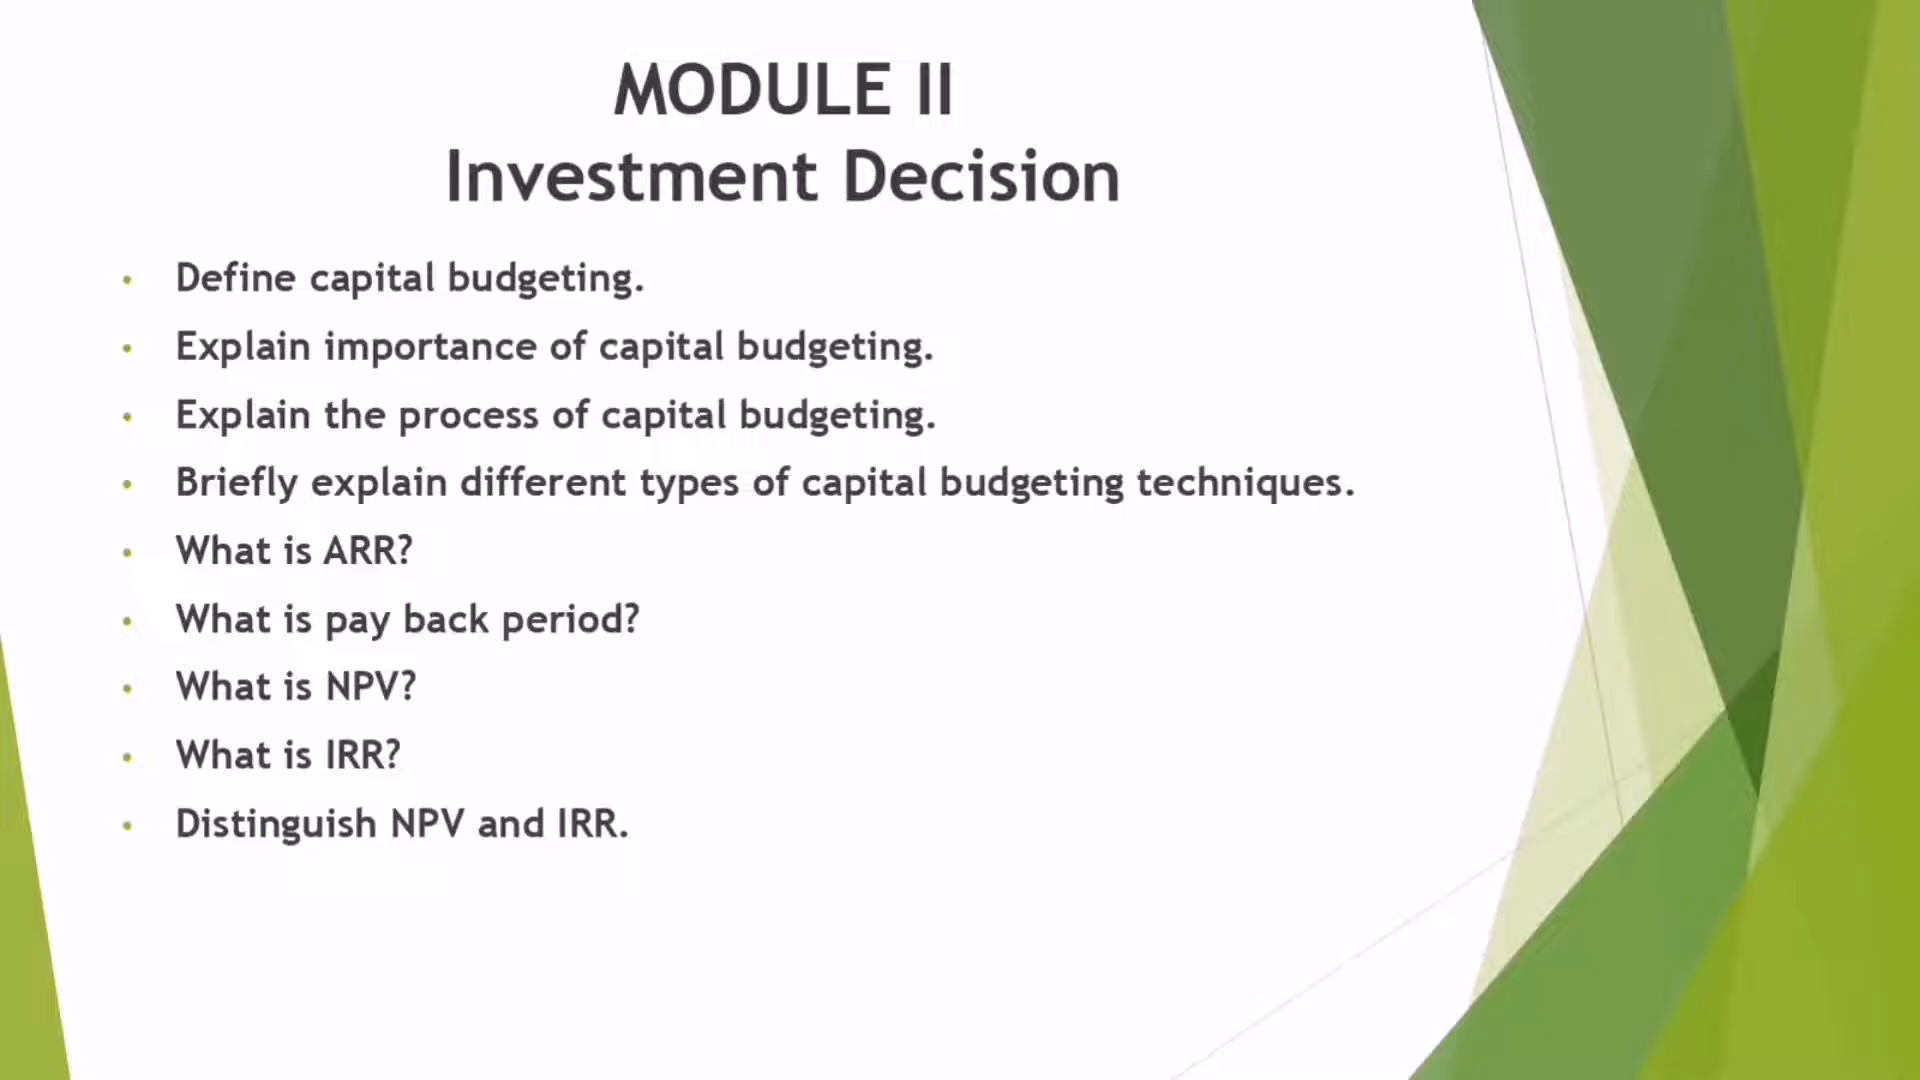 MODULE II
Investment Decision
• Define capital budgeting.
• Explain importance of capital budgeting.
• Explain the process of capital budgeting.
• Briefly explain different types of capital budgeting techniques.
• What is ARR?
• What is pay back period?
• What is NPV?
• What is IRR?
• Distinguish NPV and IRR.